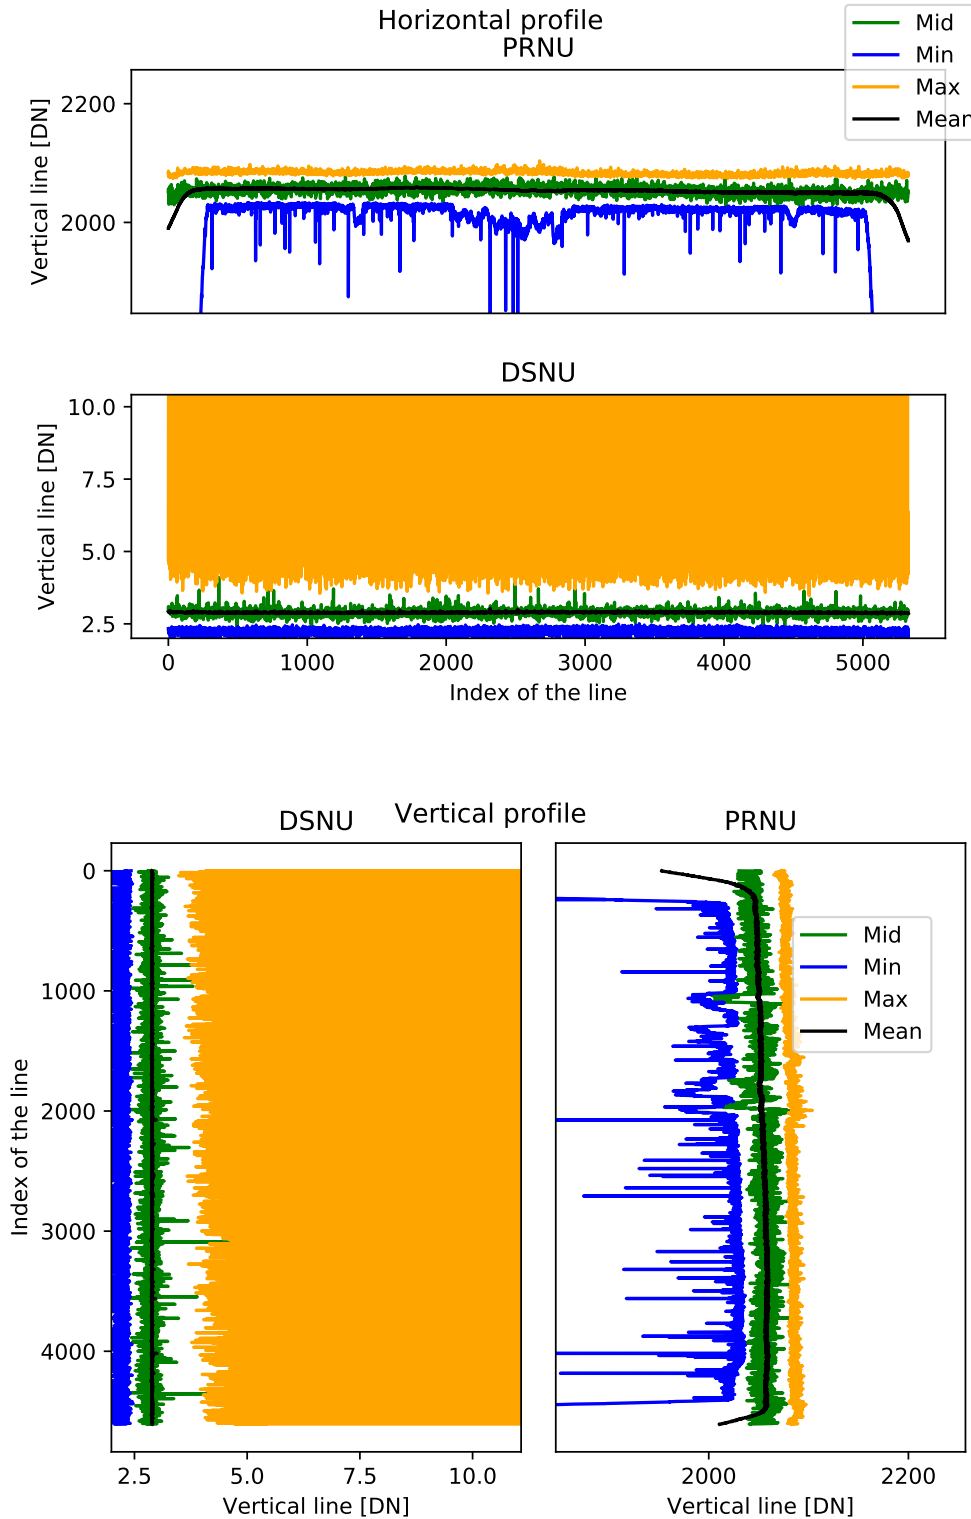 Horizontal profile
PRNU
Mid
Min
Max
Mean
Vertical line [DN]
2200
2000
DSNU
Vertical line [DN]
10.0
7.5
5.0
2.5
0 1000 2000 3000 4000 5000
Index of the line
Vertical profile
DSNU
PRNU
Index of the line
0
1000
2000
3000
4000
Mid
Min
Max
Mean
2.5 5.0 7.5 10.0
2000 2200
Vertical line [DN]
Vertical line [DN]